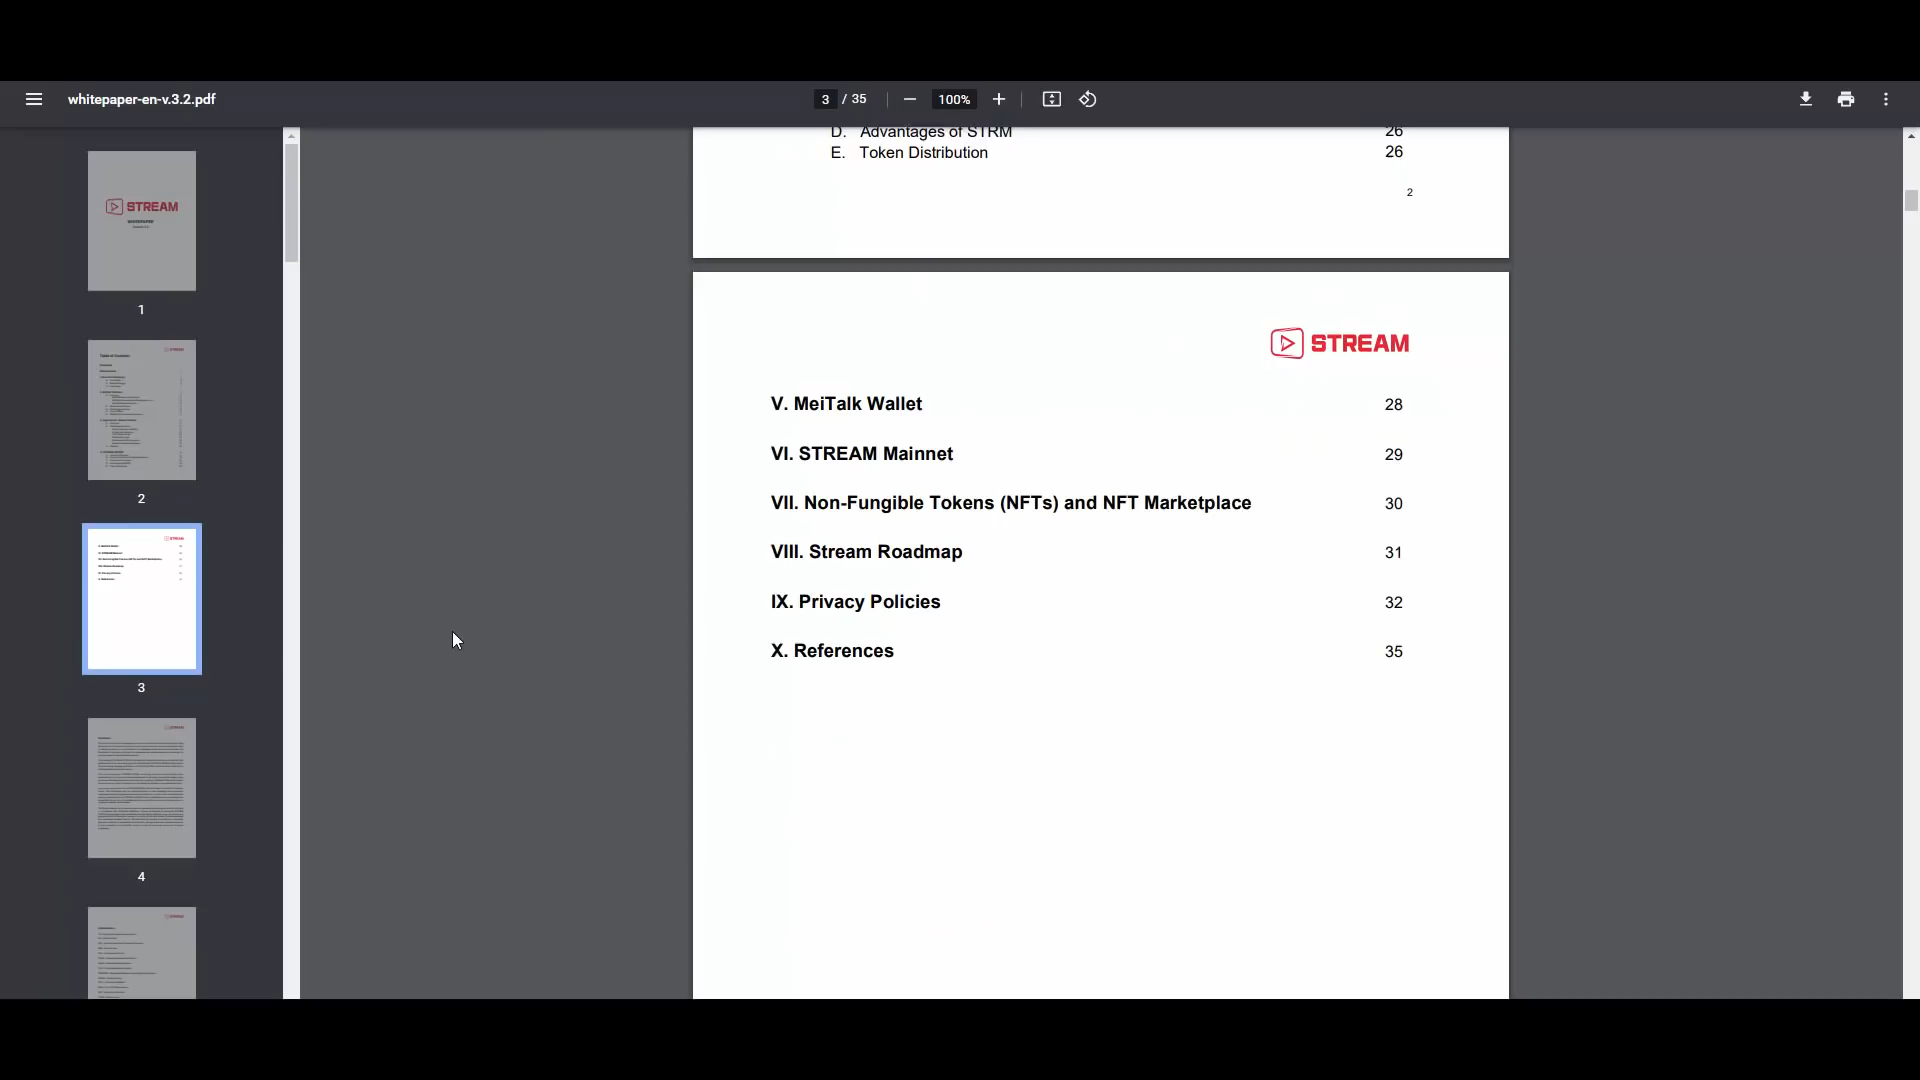 whitepaper-en-v.3.2.pdf
3 / 35
100%
STREAM
WHITEPAPER
1
2
3
4
D. Advantages of STRM 26
E. Token Distribution 26
2
STREAM
V. MeiTalk Wallet 28
VI. STREAM Mainnet 29
VII. Non-Fungible Tokens (NFTs) and NFT Marketplace 30
VIII. Stream Roadmap 31
IX. Privacy Policies 32
X. References 35